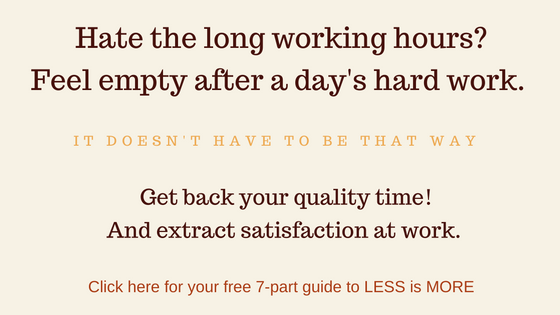 Hate the long working hours?
Feel empty after a day's hard work.
IT DOESN'T HAVE TO BE THAT WAY
Get back your quality time!
And extract satisfaction at work.
Click here for your free 7-part guide to LESS is MORE